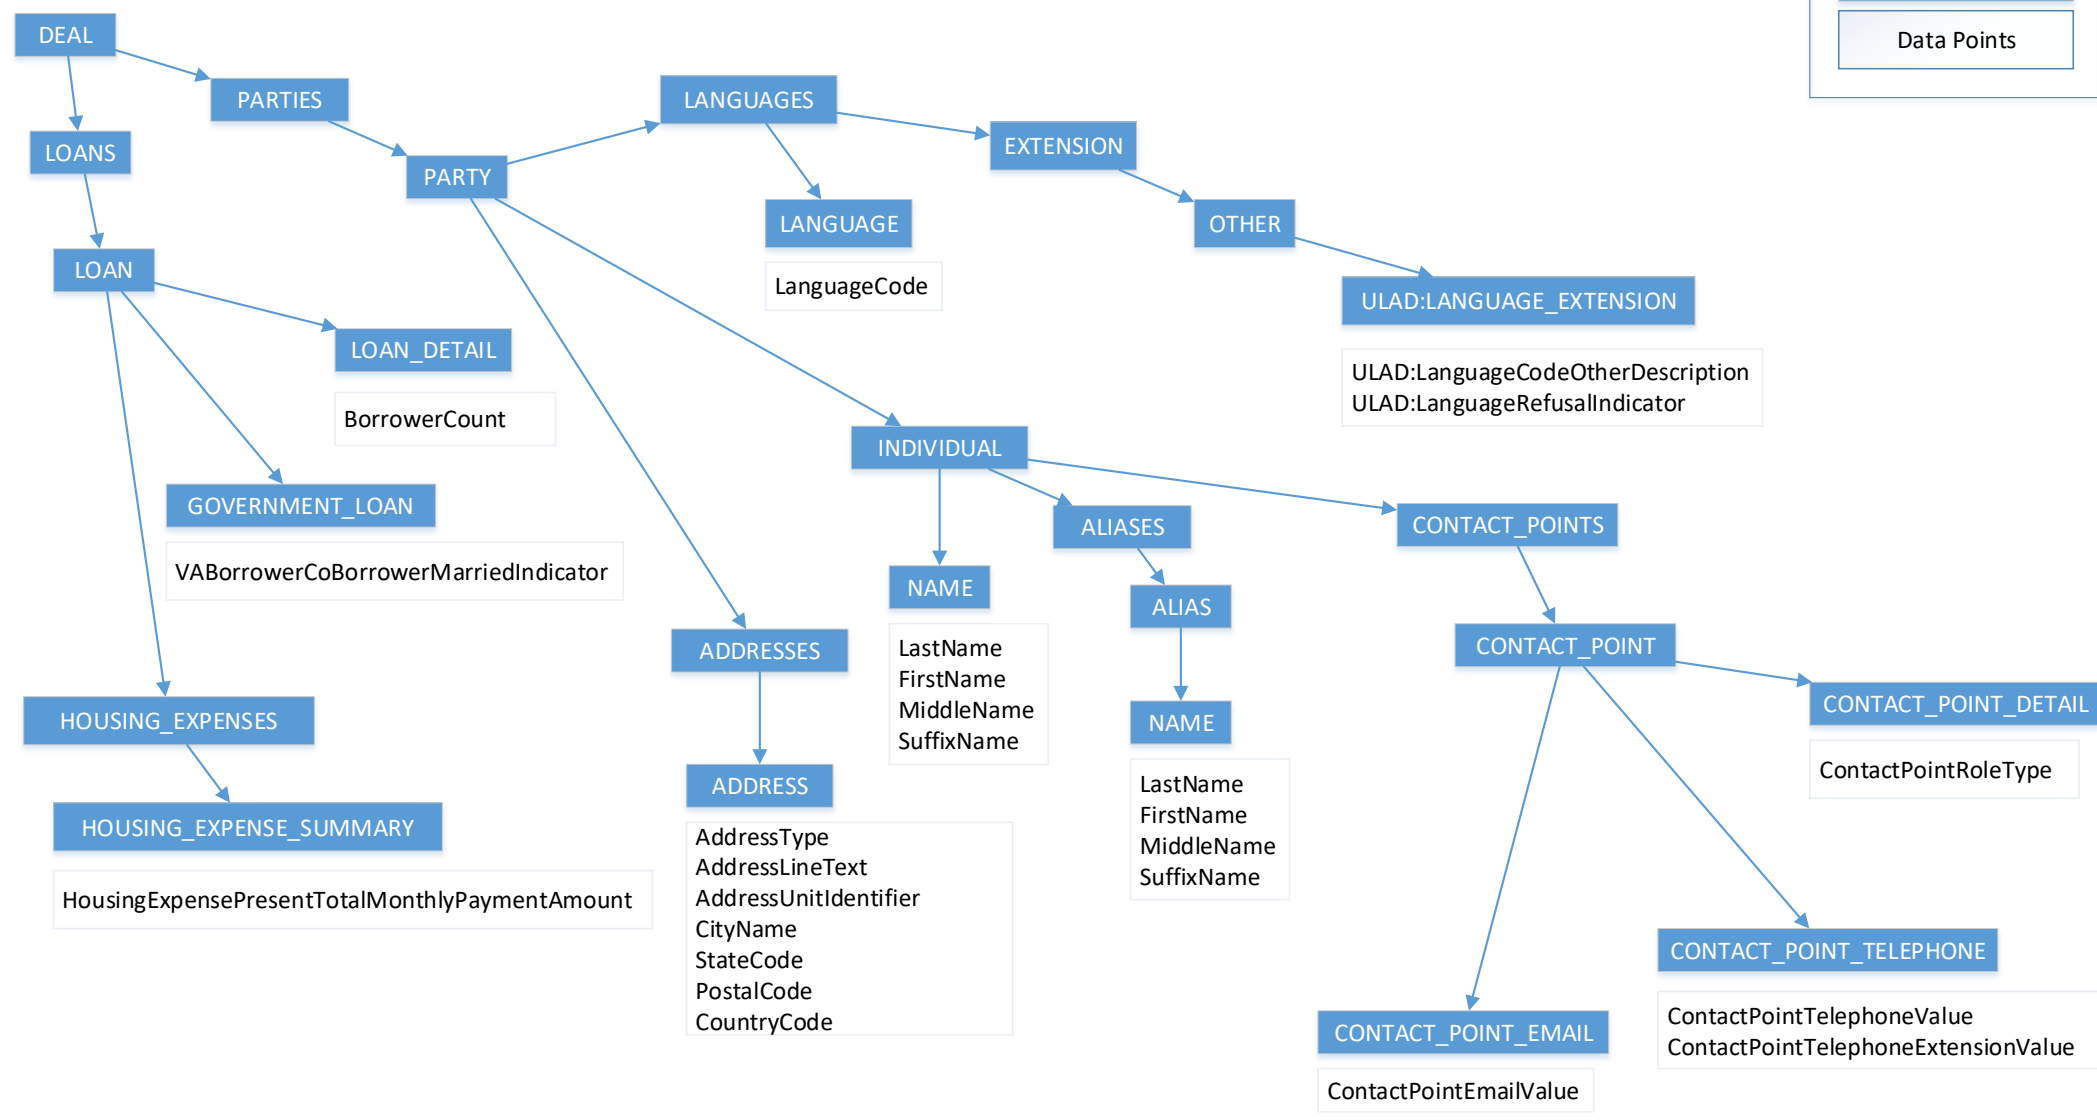 DEAL
Data Points
PARTIES
LANGUAGES
LOANS
EXTENSION
PARTY
LANGUAGE
OTHER
LOAN
LanguageCode
ULAD:LANGUAGE_EXTENSION
LOAN_DETAIL
ULAD:LanguageCodeOtherDescription
ULAD:LanguageRefusalIndicator
BorrowerCount
INDIVIDUAL
GOVERNMENT_LOAN
ALIASES
CONTACT_POINTS
VABorrowerCoBorrowerMarriedIndicator
NAME
ALIAS
ADDRESSES
LastName
FirstName
MiddleName
SuffixName
CONTACT_POINT
HOUSING_EXPENSES
NAME
CONTACT_POINT_DETAIL
ADDRESS
LastName
FirstName
MiddleName
SuffixName
ContactPointRoleType
HOUSING_EXPENSE_SUMMARY
AddressType
AddressLineText
AddressUnitIdentifier
CityName
StateCode
PostalCode
CountryCode
HousingExpensePresentTotalMonthlyPaymentAmount
CONTACT_POINT_TELEPHONE
ContactPointTelephoneValue
ContactPointTelephoneExtensionValue
CONTACT_POINT_EMAIL
ContactPointEmailValue